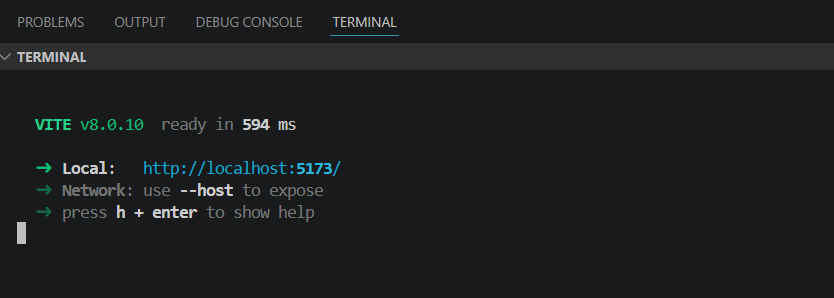 PROBLEMS OUTPUT DEBUG CONSOLE TERMINAL
TERMINAL
VITE v8.0.10 ready in 594 ms
➜ Local: http://localhost:5173/
➜ Network: use --host to expose
➜ press h + enter to show help